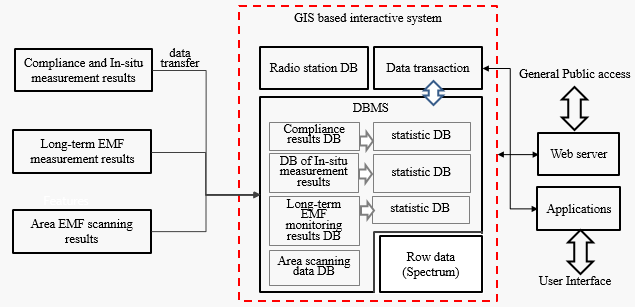 GIS based interactive system
Compliance and In-situ
measurement results
data
transfer
Long-term EMF
measurement results
Area EMF scanning
results
Radio station DB
Data transaction
DBMS
Compliance
results DB
statistic DB
DB of In-situ
measurement
results
statistic DB
Long-term
EMF
monitoring
results DB
statistic DB
Area scanning
data DB
Row data
(Spectrum)
General Public access
Web server
Applications
User Interface